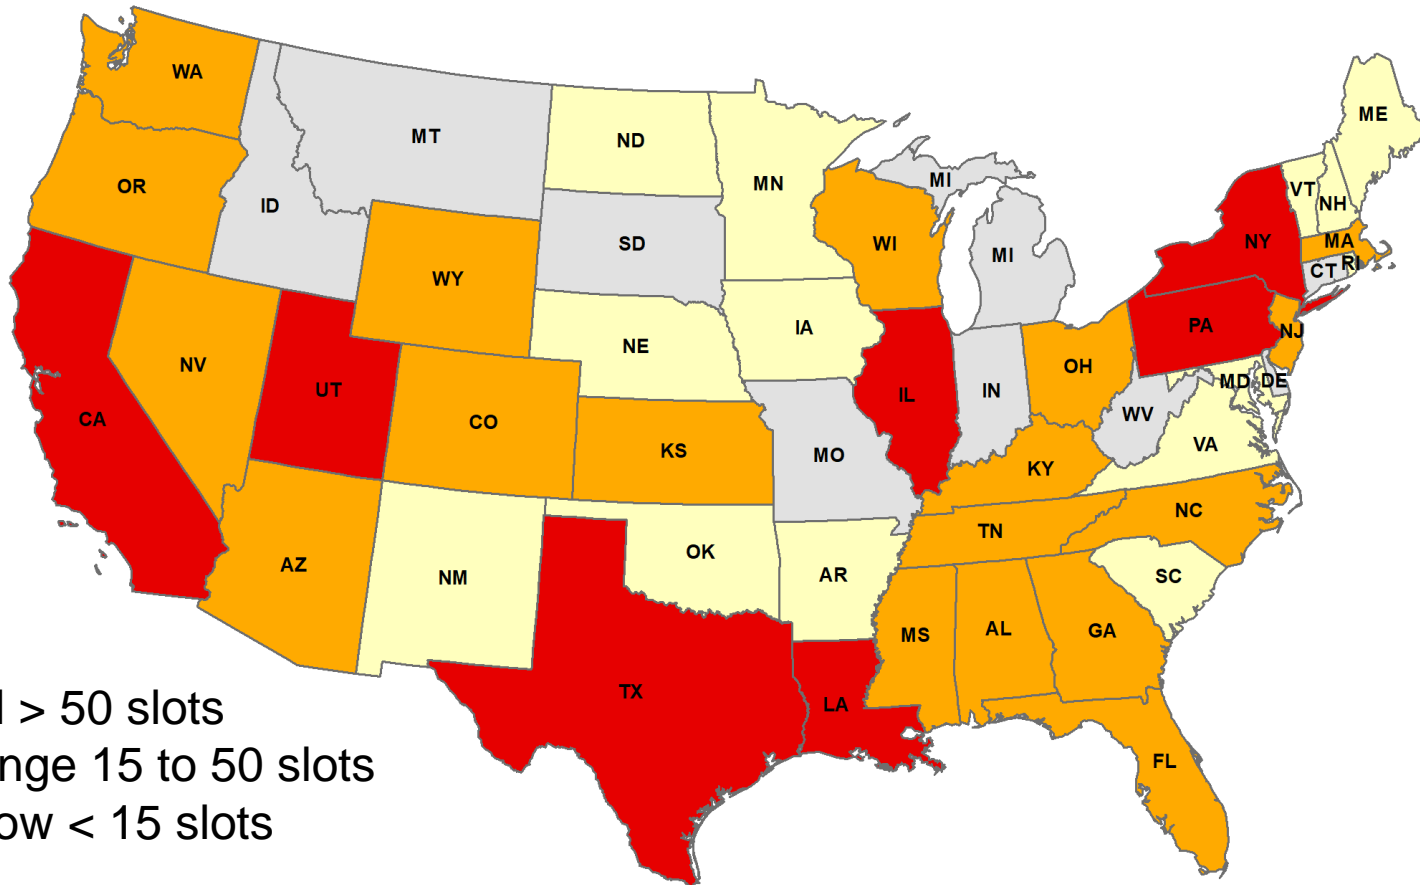 WA
MT
ND
ME
MN
OR
ID
MI
VT
NH
SD
WI
MI
NY
MA
CT
RI
WY
IA
PA
NE
NJ
NV
UT
OH
MD
DE
IN
IL
CA
CO
WV
KS
MO
VA
KY
NC
TN
OK
AZ
NM
AR
SC
MS
AL
GA
TX
LA
FL
> 50 slots
nge 15 to 50 slots
ow < 15 slots